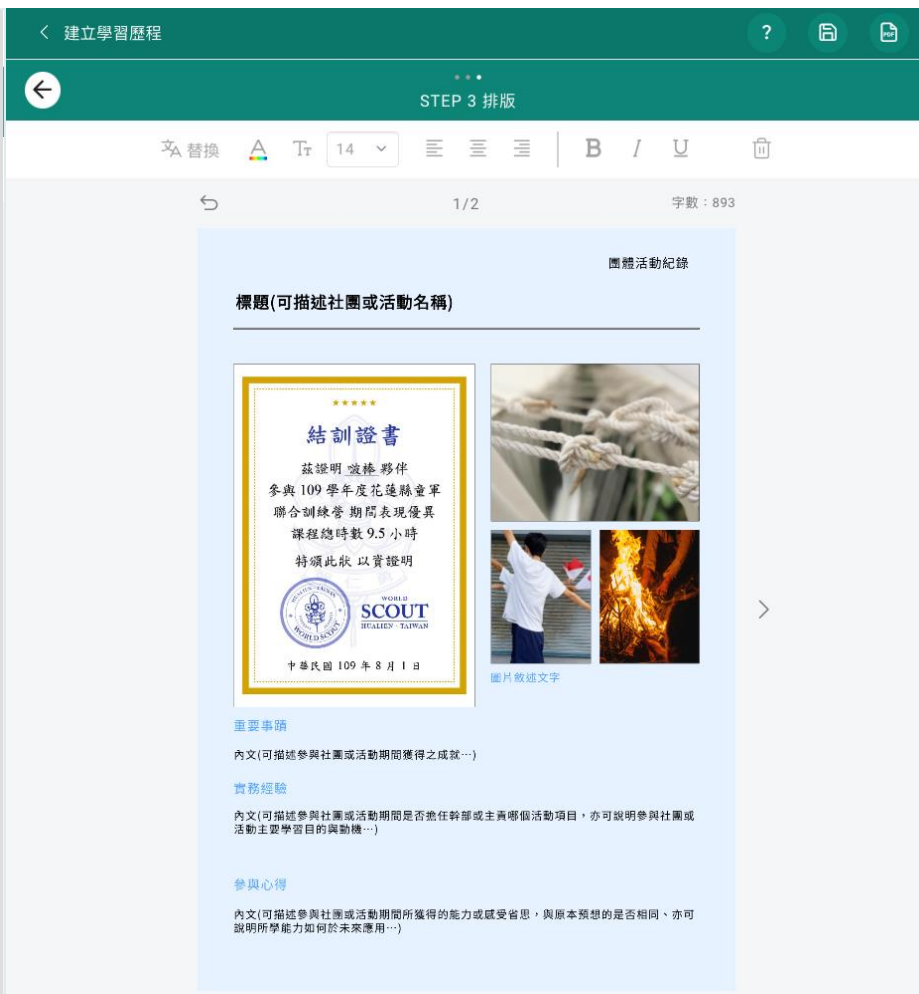 建立學習歷程
?
PDF
STEP 3 排版
文A 替換
A
TT
14
B I U
1/2
字數：893
團體活動紀錄
標題(可描述社團或活動名稱)
結訓證書
茲證明 啵棒 夥伴
參與 109 學年度花蓮縣童軍
聯合訓練營 期間表現優異
課程總時數 9.5 小時
特頒此狀 以資證明
WORLD
SCOUT
HUALIEN · TAIWAN
HUALIEN · TAIWAN
WORLD SCOUT
中華民國 109 年 8 月 1 日
圖片敘述文字
重要事蹟
內文(可描述參與社團或活動期間獲得之成就…)
實務經驗
內文(可描述參與社團或活動期間是否擔任幹部或主責哪個活動項目，亦可說明參與社團或
活動主要學習目的與動機…)
參與心得
內文(可描述參與社團或活動期間所獲得的能力或感受省思，與原本預想的是否相同、亦可
說明所學能力如何於未來應用…)